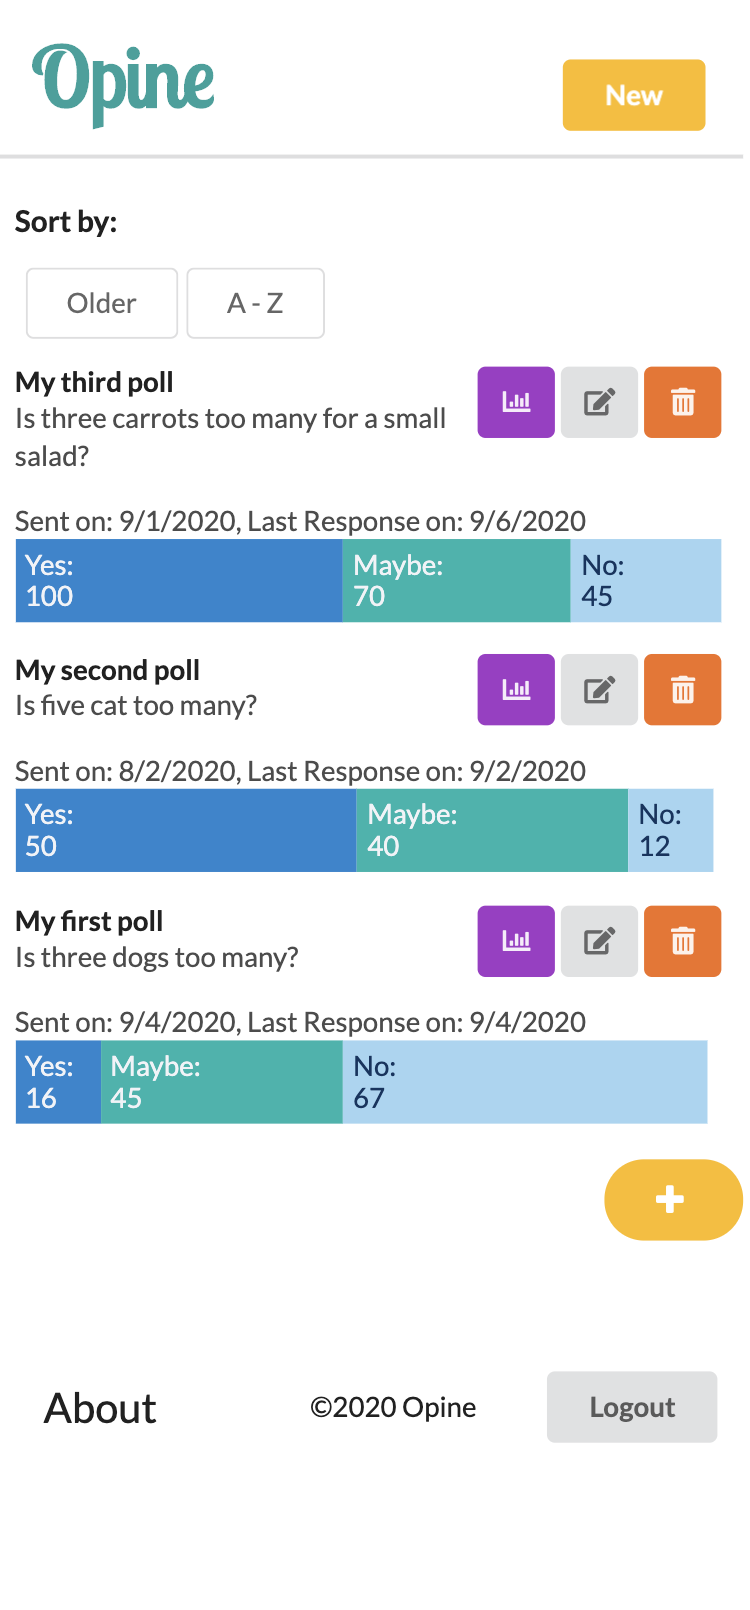 Opine
New
Sort by:
Older
A - Z
My third poll
Is three carrots too many for a small
salad?
Sent on: 9/1/2020, Last Response on: 9/6/2020
Yes:
100
Maybe:
70
No:
45
My second poll
Is five cat too many?
Sent on: 8/2/2020, Last Response on: 9/2/2020
Yes:
50
Maybe:
40
No:
12
My first poll
Is three dogs too many?
Sent on: 9/4/2020, Last Response on: 9/4/2020
Yes:
16
Maybe:
45
No:
67
About
©2020 Opine
Logout